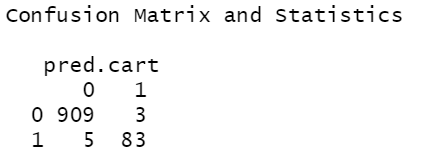 Confusion Matrix and Statistics
pred.cart
0 1
0 909 3
1 5 83